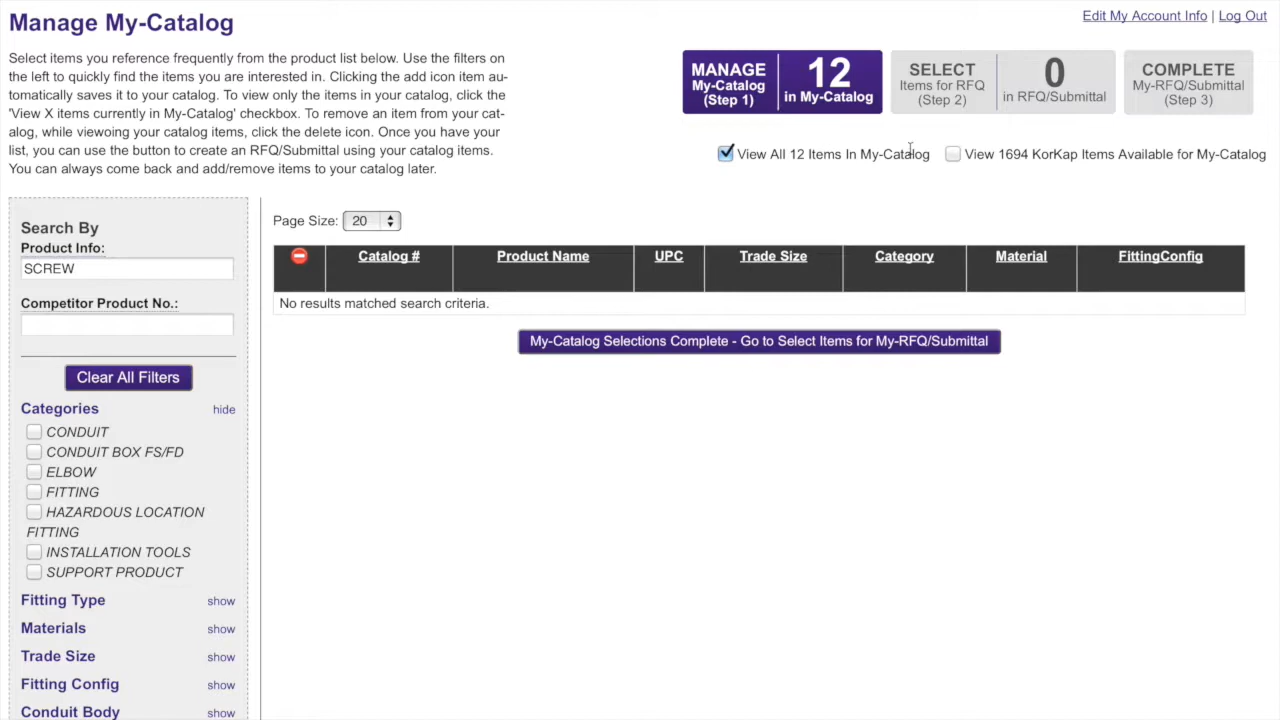 Manage My-Catalog
Edit My Account Info | Log Out
Select items you reference frequently from the product list below. Use the filters on
the left to quickly find the items you are interested in. Clicking the add icon item au-
tomatically saves it to your catalog. To view only the items in your catalog, click the
'View X items currently in My-Catalog' checkbox. To remove an item from your cat-
alog, while viewoing your catalog items, click the delete icon. Once you have your
list, you can use the button to create an RFQ/Submittal using your catalog items.
You can always come back and add/remove items to your catalog later.
MANAGE
My-Catalog
(Step 1)
12
in My-Catalog
SELECT
Items for RFQ
(Step 2)
0
in RFQ/Submittal
COMPLETE
My-RFQ/Submittal
(Step 3)
View All 12 Items In My-Catalog
View 1694 KorKap Items Available for My-Catalog
Search By
Product Info:
SCREW
Competitor Product No.:
Clear All Filters
Categories hide
CONDUIT
CONDUIT BOX FS/FD
ELBOW
FITTING
HAZARDOUS LOCATION
FITTING
INSTALLATION TOOLS
SUPPORT PRODUCT
Fitting Type show
Materials show
Trade Size show
Fitting Config show
Conduit Body show
Page Size: 20
Catalog # Product Name UPC Trade Size Category Material FittingConfig
No results matched search criteria.
My-Catalog Selections Complete - Go to Select Items for My-RFQ/Submittal